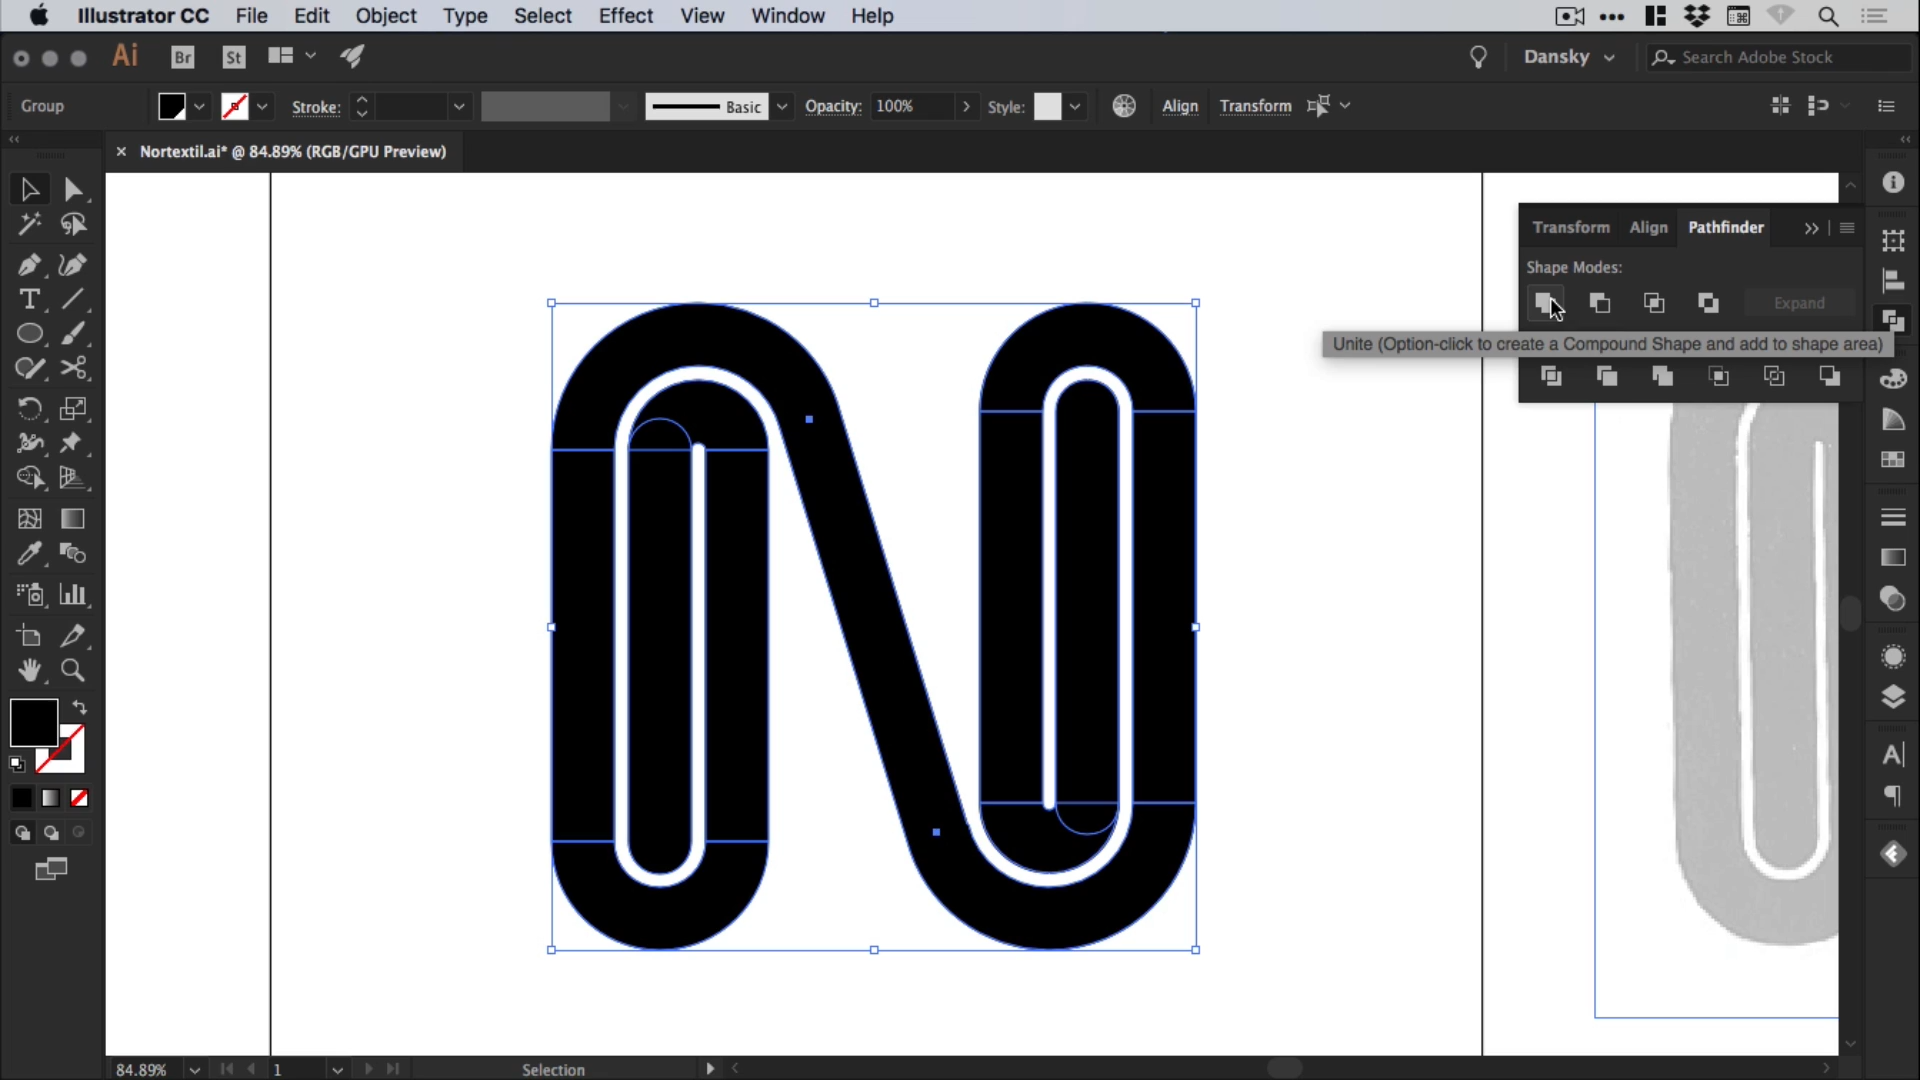 Illustrator CC File Edit Object Type Select Effect View Window Help
Ai Br St Dansky Search Adobe Stock
Group Stroke: Basic Opacity: 100% Style: Align Transform
× Nortextil.ai* @ 84.89% (RGB/GPU Preview)
Transform Align Pathfinder
Shape Modes:
Expand
Unite (Option-click to create a Compound Shape and add to shape area)
84.89% 1 Selection